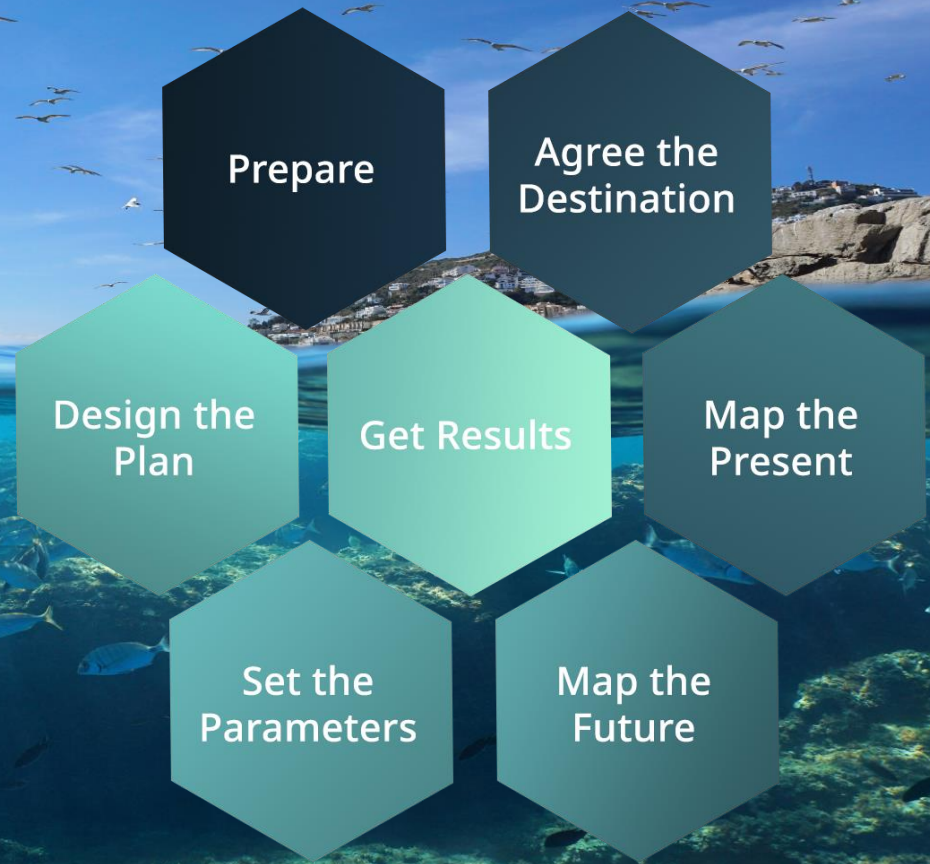 Prepare
Agree the
Destination
Design the
Plan
Get Results
Map the
Present
Set the
Parameters
Map the
Future